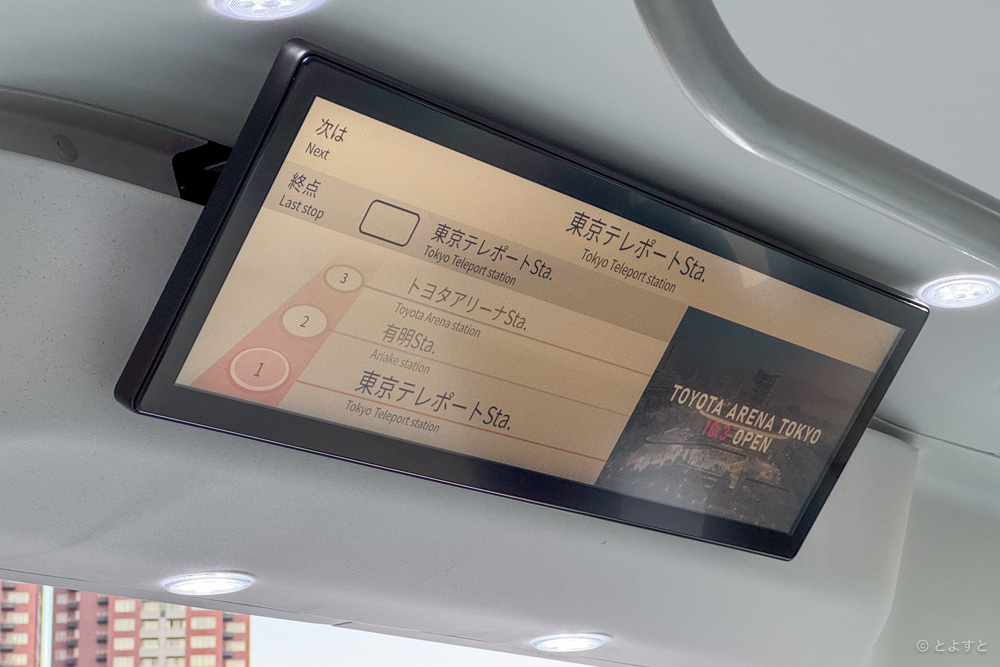 次は
Next
東京テレポートSta.
Tokyo Teleport station
終点
Last stop
東京テレポートSta.
Tokyo Teleport station
3
トヨタアリーナSta.
Toyota Arena station
2
有明Sta.
Ariake station
1
東京テレポートSta.
Tokyo Teleport station
TOYOTA ARENA TOKYO
10.3 OPEN
© とよすと